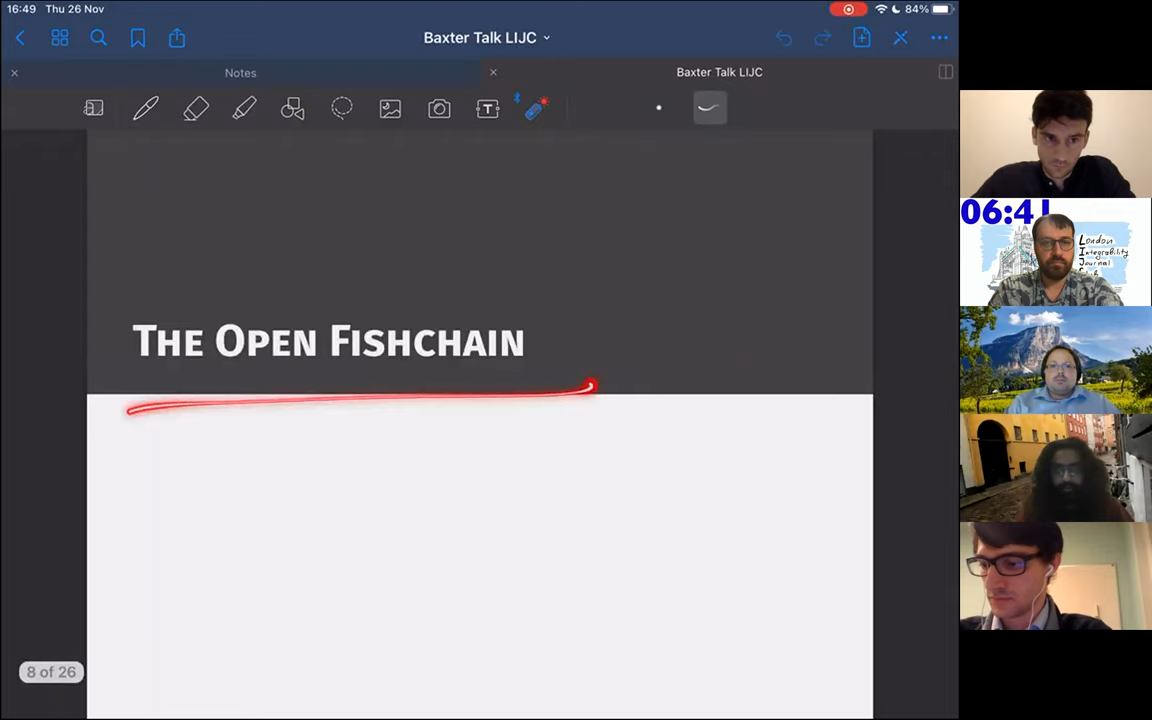 16:49 Thu 26 Nov
84%
Baxter Talk LIJC
Notes
Baxter Talk LIJC
T
THE OPEN FISHCHAIN
8 of 26
06:41
London
Integrability
Journal